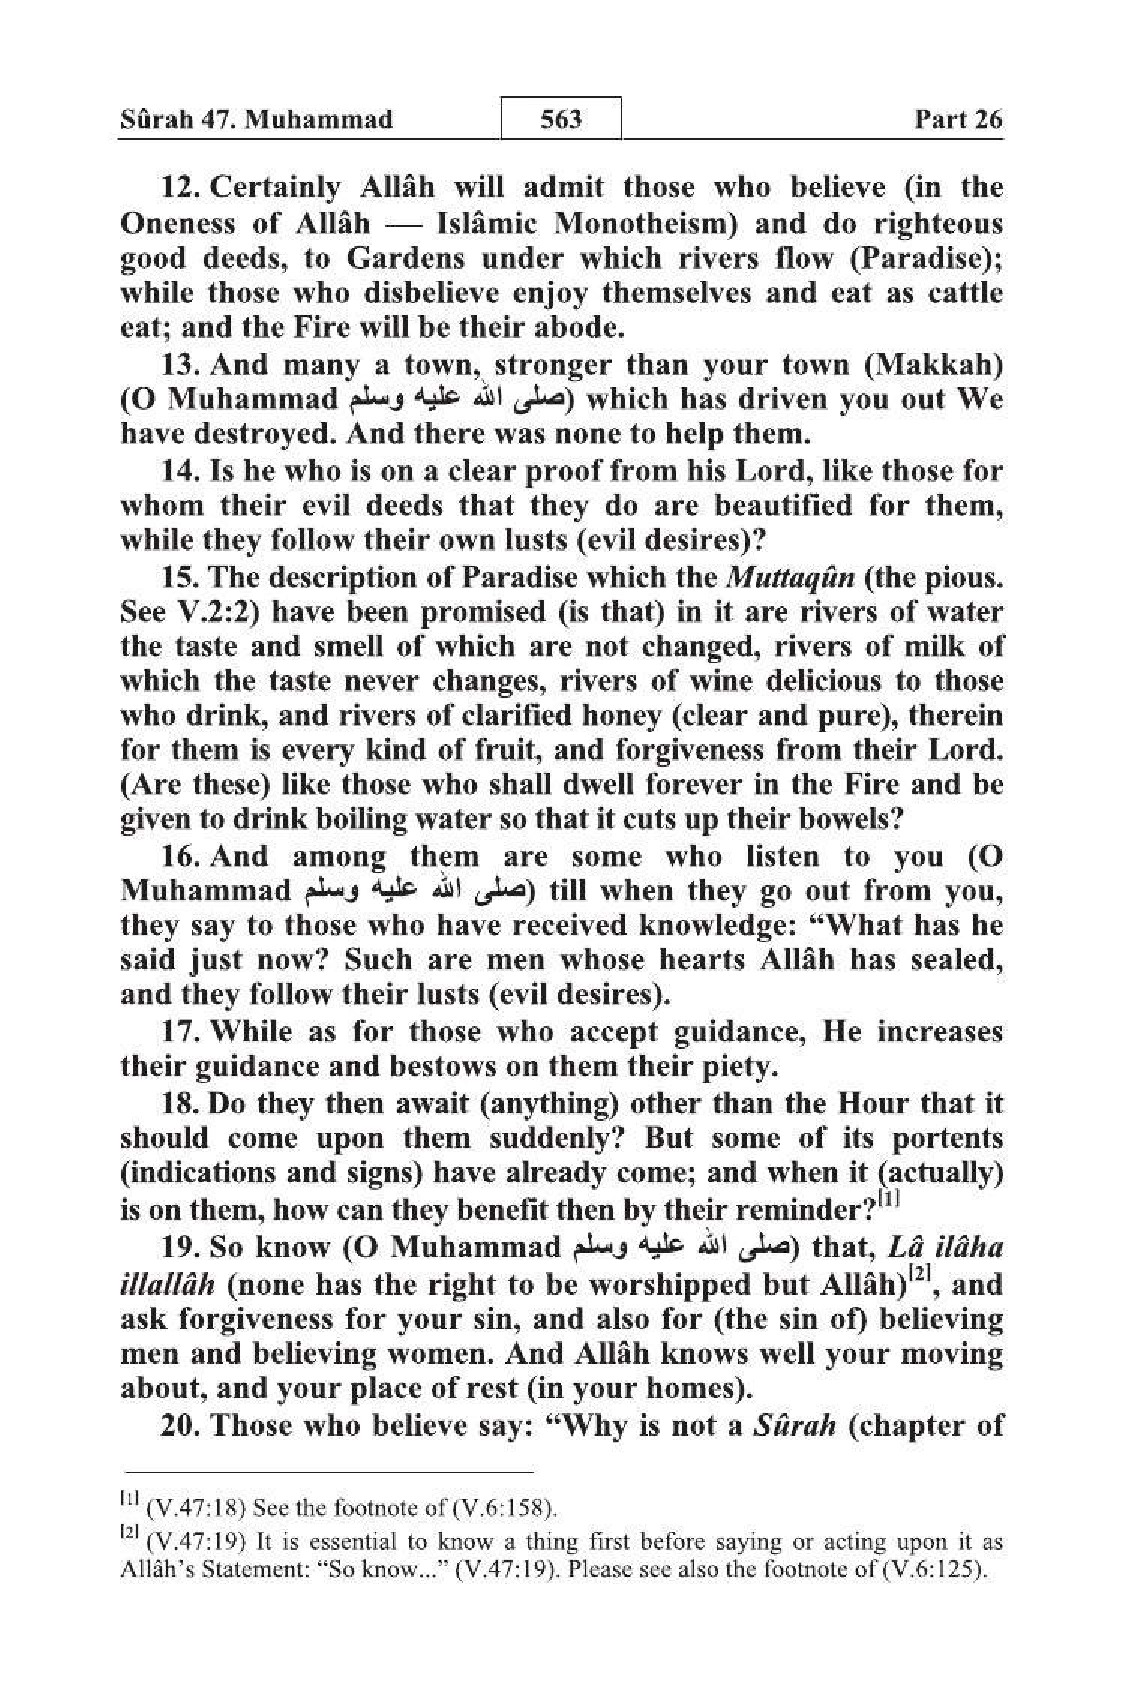 Sûrah 47. Muhammad 563 Part 26
12. Certainly Allâh will admit those who believe (in the
Oneness of Allâh — Islâmic Monotheism) and do righteous
good deeds, to Gardens under which rivers flow (Paradise);
while those who disbelieve enjoy themselves and eat as cattle
eat; and the Fire will be their abode.
13. And many a town, stronger than your town (Makkah)
(O Muhammad صلى الله عليه وسلم) which has driven you out We
have destroyed. And there was none to help them.
14. Is he who is on a clear proof from his Lord, like those for
whom their evil deeds that they do are beautified for them,
while they follow their own lusts (evil desires)?
15. The description of Paradise which the Muttaqûn (the pious.
See V.2:2) have been promised (is that) in it are rivers of water
the taste and smell of which are not changed, rivers of milk of
which the taste never changes, rivers of wine delicious to those
who drink, and rivers of clarified honey (clear and pure), therein
for them is every kind of fruit, and forgiveness from their Lord.
(Are these) like those who shall dwell forever in the Fire and be
given to drink boiling water so that it cuts up their bowels?
16. And among them are some who listen to you (O
Muhammad صلى الله عليه وسلم) till when they go out from you,
they say to those who have received knowledge: “What has he
said just now? Such are men whose hearts Allâh has sealed,
and they follow their lusts (evil desires).
17. While as for those who accept guidance, He increases
their guidance and bestows on them their piety.
18. Do they then await (anything) other than the Hour that it
should come upon them suddenly? But some of its portents
(indications and signs) have already come; and when it (actually)
is on them, how can they benefit then by their reminder?[1]
19. So know (O Muhammad صلى الله عليه وسلم) that, Lâ ilâha
illallâh (none has the right to be worshipped but Allâh)[2], and
ask forgiveness for your sin, and also for (the sin of) believing
men and believing women. And Allâh knows well your moving
about, and your place of rest (in your homes).
20. Those who believe say: “Why is not a Sûrah (chapter of
[1] (V.47:18) See the footnote of (V.6:158).
[2] (V.47:19) It is essential to know a thing first before saying or acting upon it as
Allâh’s Statement: “So know...” (V.47:19). Please see also the footnote of (V.6:125).